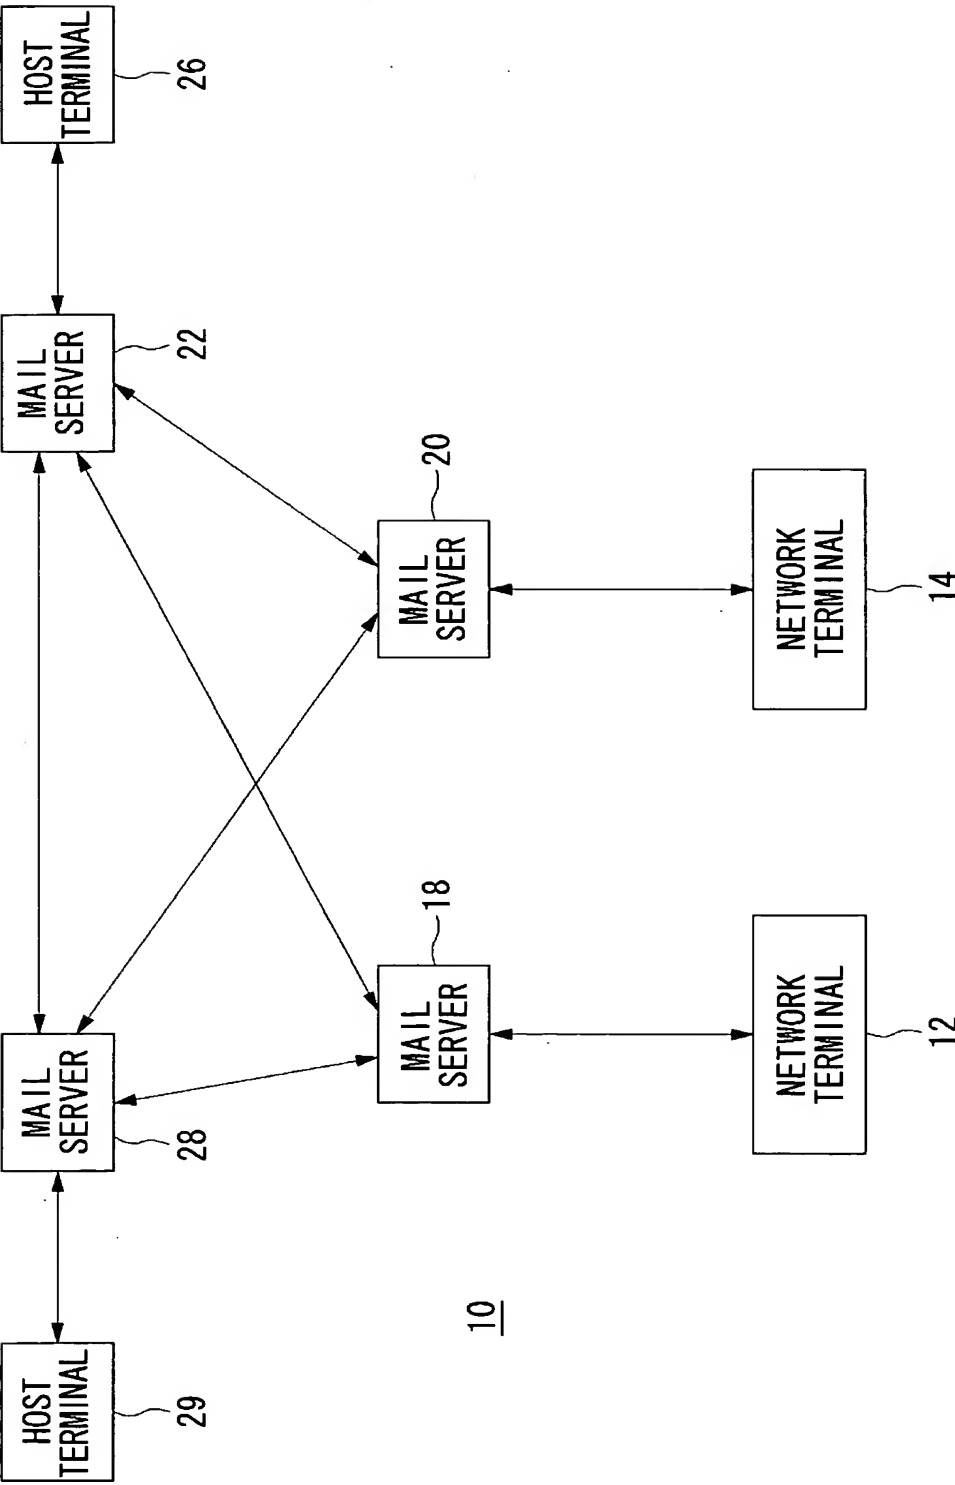 HOST
TERMINAL
29
MAIL
SERVER
28
MAIL
SERVER
22
HOST
TERMINAL
26
10
MAIL
SERVER
18
MAIL
SERVER
20
NETWORK
TERMINAL
12
NETWORK
TERMINAL
14